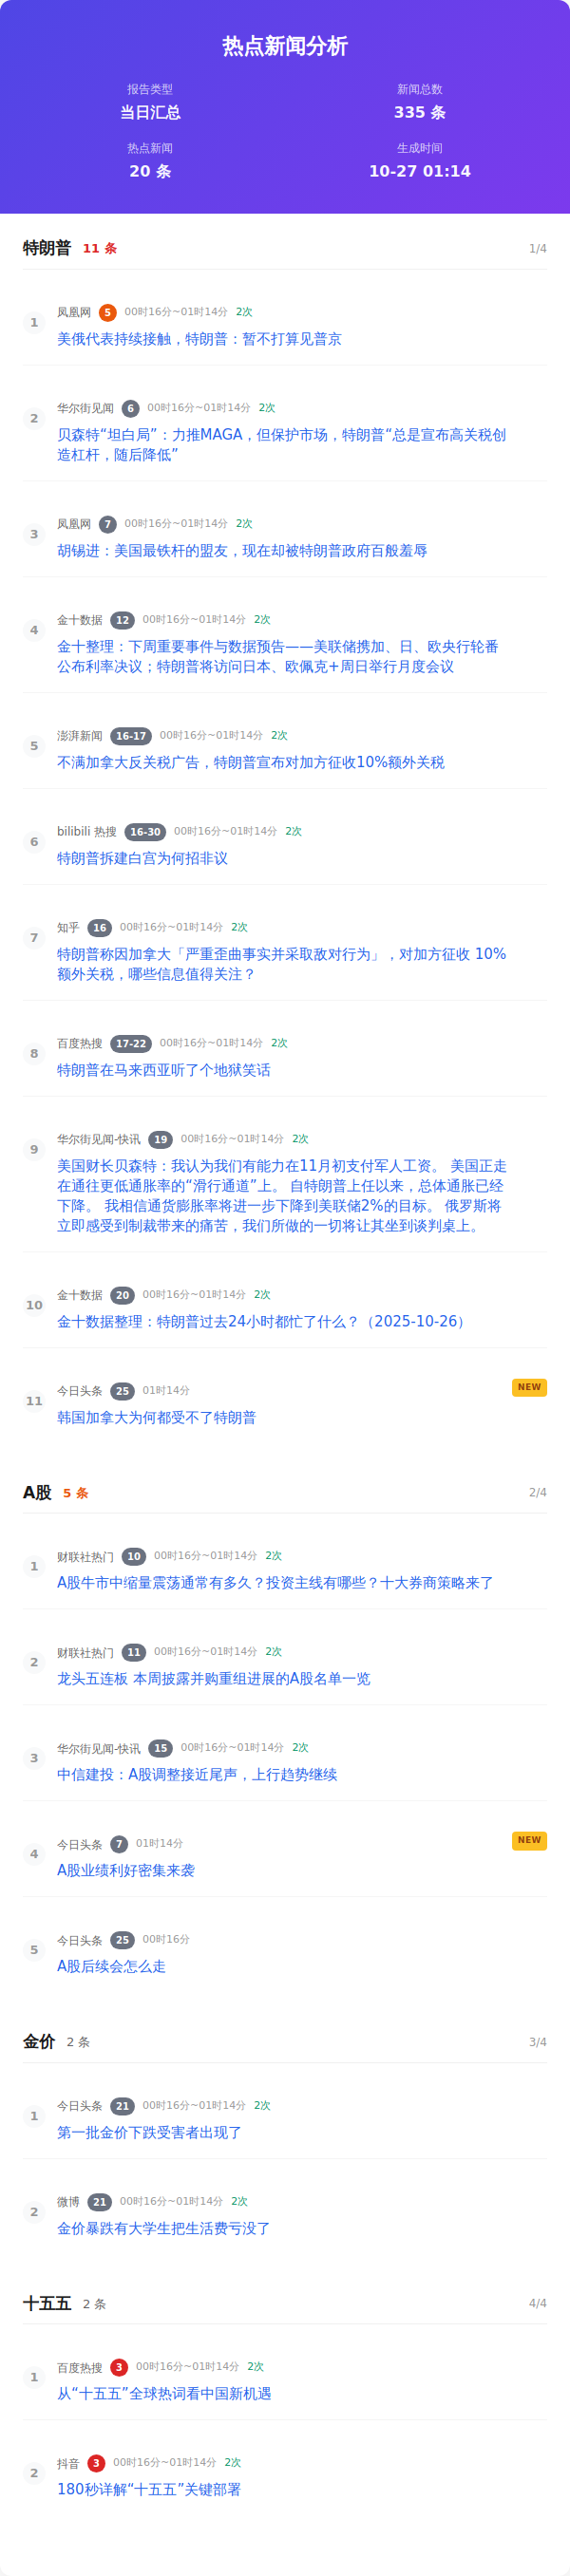 热点新闻分析
报告类型
当日汇总
新闻总数
335 条
热点新闻
20 条
生成时间
10-27 01:14
特朗普 11 条 1/4
1
凤凰网 5 00时16分~01时14分 2次
美俄代表持续接触，特朗普：暂不打算见普京
2
华尔街见闻 6 00时16分~01时14分 2次
贝森特“坦白局”：力推MAGA，但保护市场，特朗普“总是宣布高关税创
造杠杆，随后降低”
3
凤凰网 7 00时16分~01时14分 2次
胡锡进：美国最铁杆的盟友，现在却被特朗普政府百般羞辱
4
金十数据 12 00时16分~01时14分 2次
金十整理：下周重要事件与数据预告——美联储携加、日、欧央行轮番
公布利率决议；特朗普将访问日本、欧佩克+周日举行月度会议
5
澎湃新闻 16-17 00时16分~01时14分 2次
不满加拿大反关税广告，特朗普宣布对加方征收10%额外关税
6
bilibili 热搜 16-30 00时16分~01时14分 2次
特朗普拆建白宫为何招非议
7
知乎 16 00时16分~01时14分 2次
特朗普称因加拿大「严重歪曲事实并采取敌对行为」，对加方征收 10%
额外关税，哪些信息值得关注？
8
百度热搜 17-22 00时16分~01时14分 2次
特朗普在马来西亚听了个地狱笑话
9
华尔街见闻-快讯 19 00时16分~01时14分 2次
美国财长贝森特：我认为我们有能力在11月初支付军人工资。 美国正走
在通往更低通胀率的“滑行通道”上。 自特朗普上任以来，总体通胀已经
下降。 我相信通货膨胀率将进一步下降到美联储2%的目标。 俄罗斯将
立即感受到制裁带来的痛苦，我们所做的一切将让其坐到谈判桌上。
10
金十数据 20 00时16分~01时14分 2次
金十数据整理：特朗普过去24小时都忙了什么？（2025-10-26）
11
今日头条 25 01时14分 NEW
韩国加拿大为何都受不了特朗普
A股 5 条 2/4
1
财联社热门 10 00时16分~01时14分 2次
A股牛市中缩量震荡通常有多久？投资主线有哪些？十大券商策略来了
2
财联社热门 11 00时16分~01时14分 2次
龙头五连板 本周披露并购重组进展的A股名单一览
3
华尔街见闻-快讯 15 00时16分~01时14分 2次
中信建投：A股调整接近尾声，上行趋势继续
4
今日头条 7 01时14分 NEW
A股业绩利好密集来袭
5
今日头条 25 00时16分
A股后续会怎么走
金价 2 条 3/4
1
今日头条 21 00时16分~01时14分 2次
第一批金价下跌受害者出现了
2
微博 21 00时16分~01时14分 2次
金价暴跌有大学生把生活费亏没了
十五五 2 条 4/4
1
百度热搜 3 00时16分~01时14分 2次
从“十五五”全球热词看中国新机遇
2
抖音 3 00时16分~01时14分 2次
180秒详解“十五五”关键部署